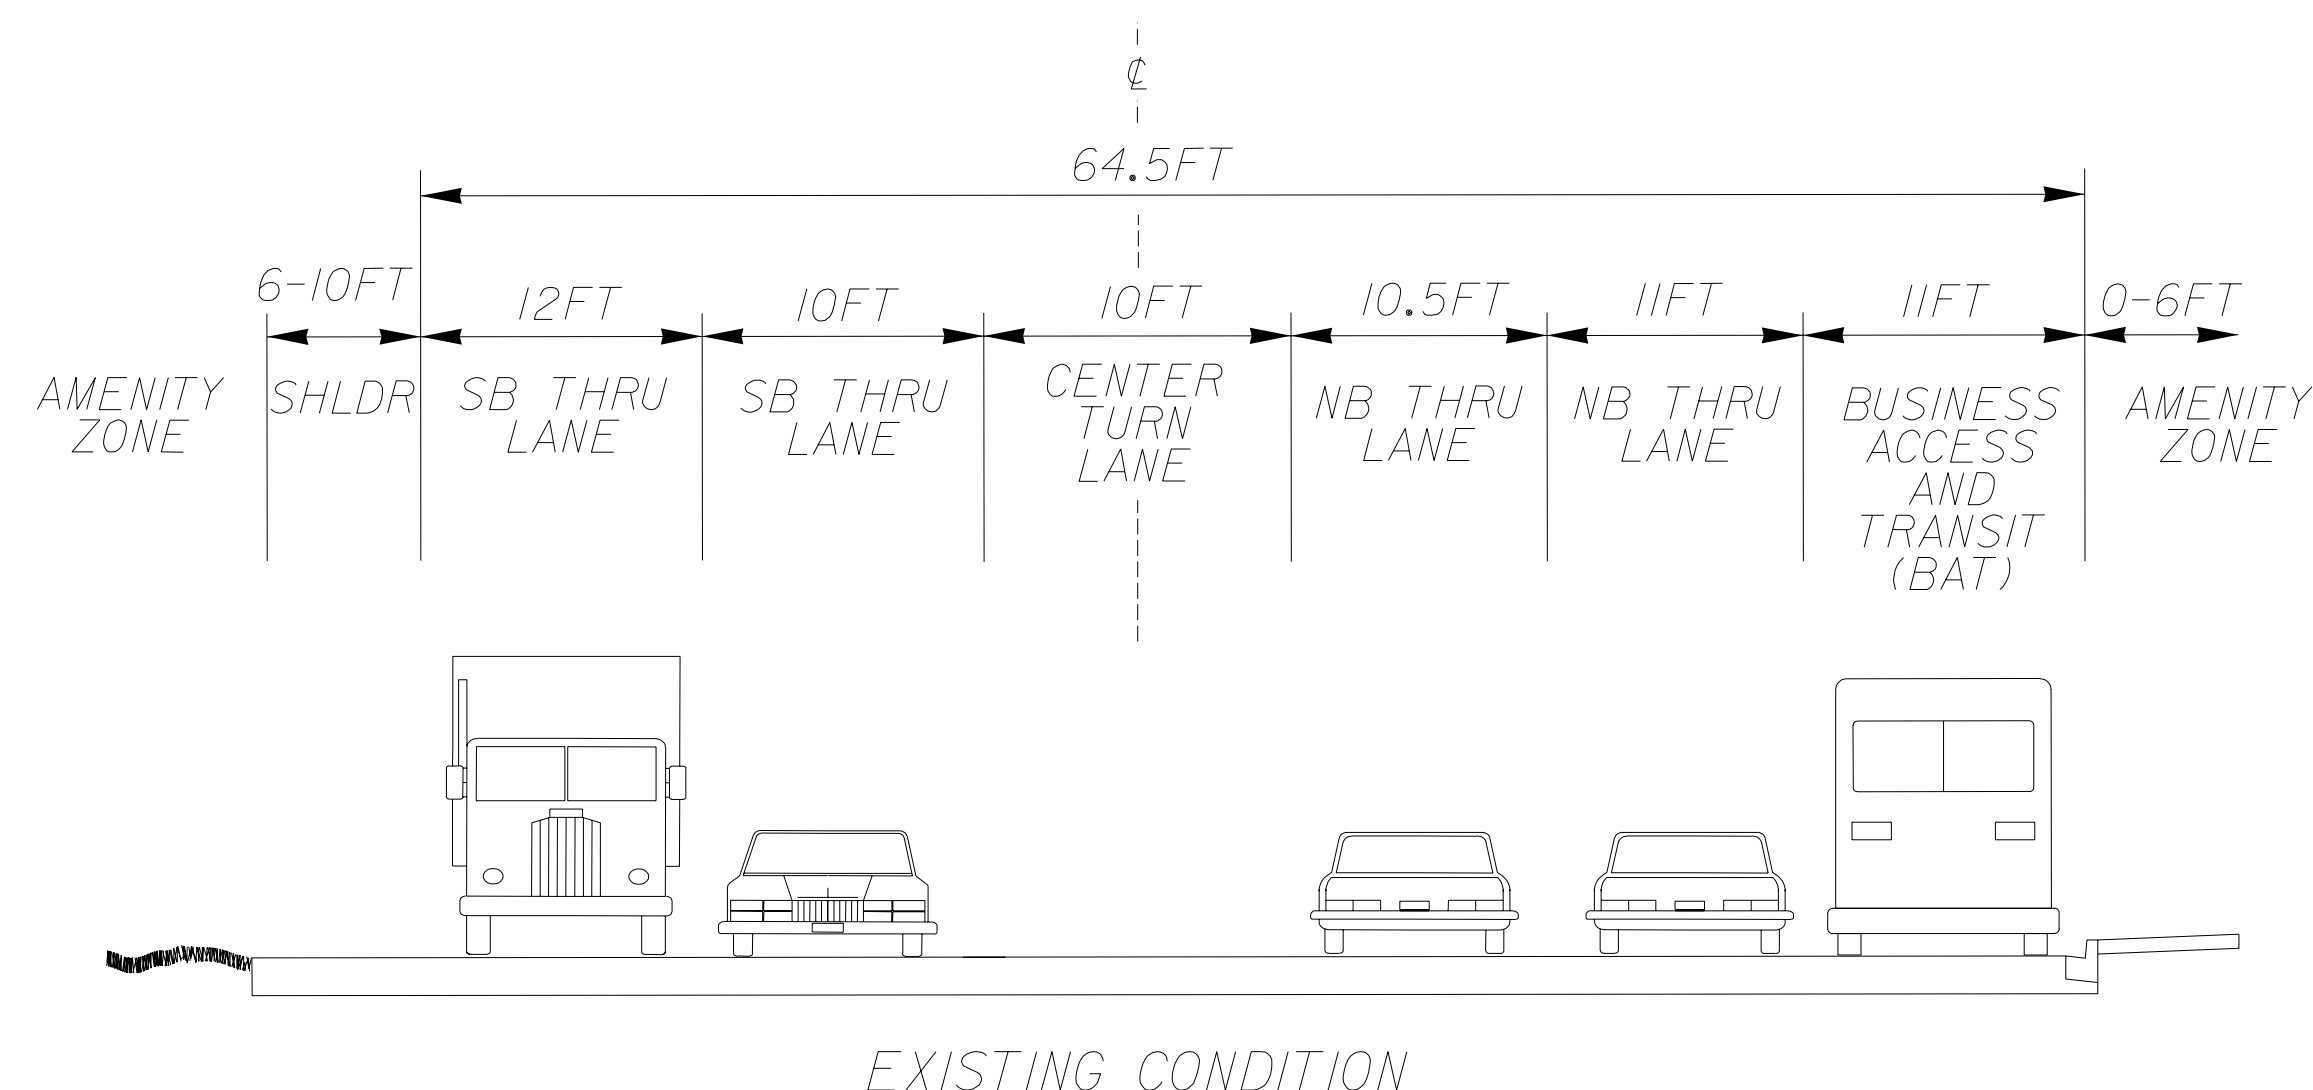 ℄
64.5FT
6-10FT
12FT
10FT
10FT
10.5FT
11FT
11FT
0-6FT
AMENITY
ZONE
SHLDR
SB THRU
LANE
SB THRU
LANE
CENTER
TURN
LANE
NB THRU
LANE
NB THRU
LANE
BUSINESS
ACCESS
AND
TRANSIT
(BAT)
AMENITY
ZONE
EXISTING CONDITION